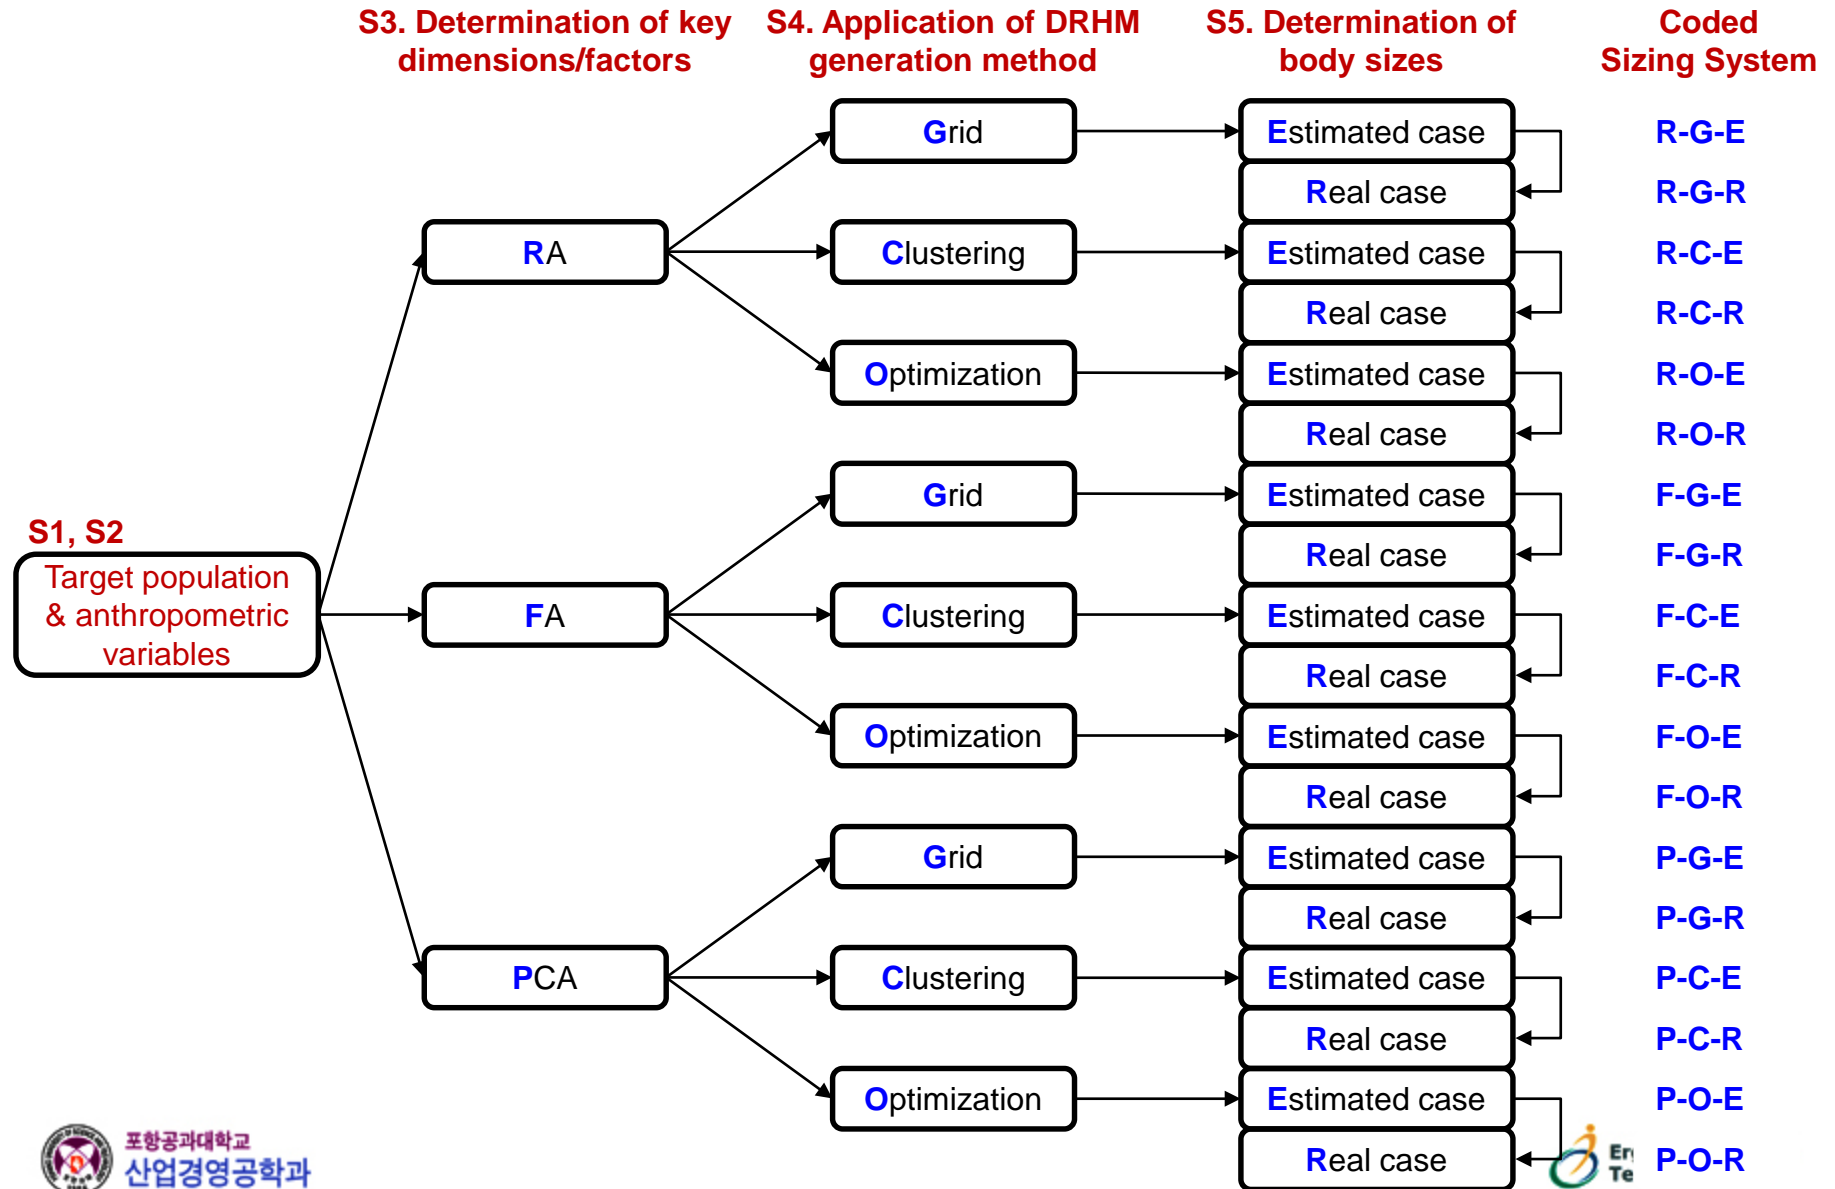 S3. Determination of key
dimensions/factors
S4. Application of DRHM
generation method
S5. Determination of
body sizes
Coded
Sizing System
S1, S2
Target population
& anthropometric
variables
RA
Grid
Estimated case
R-G-E
Real case
R-G-R
Clustering
Estimated case
R-C-E
Real case
R-C-R
Optimization
Estimated case
R-O-E
Real case
R-O-R
FA
Grid
Estimated case
F-G-E
Real case
F-G-R
Clustering
Estimated case
F-C-E
Real case
F-C-R
Optimization
Estimated case
F-O-E
Real case
F-O-R
PCA
Grid
Estimated case
P-G-E
Real case
P-G-R
Clustering
Estimated case
P-C-E
Real case
P-C-R
Optimization
Estimated case
P-O-E
Real case
P-O-R
포항공과대학교
산업경영공학과